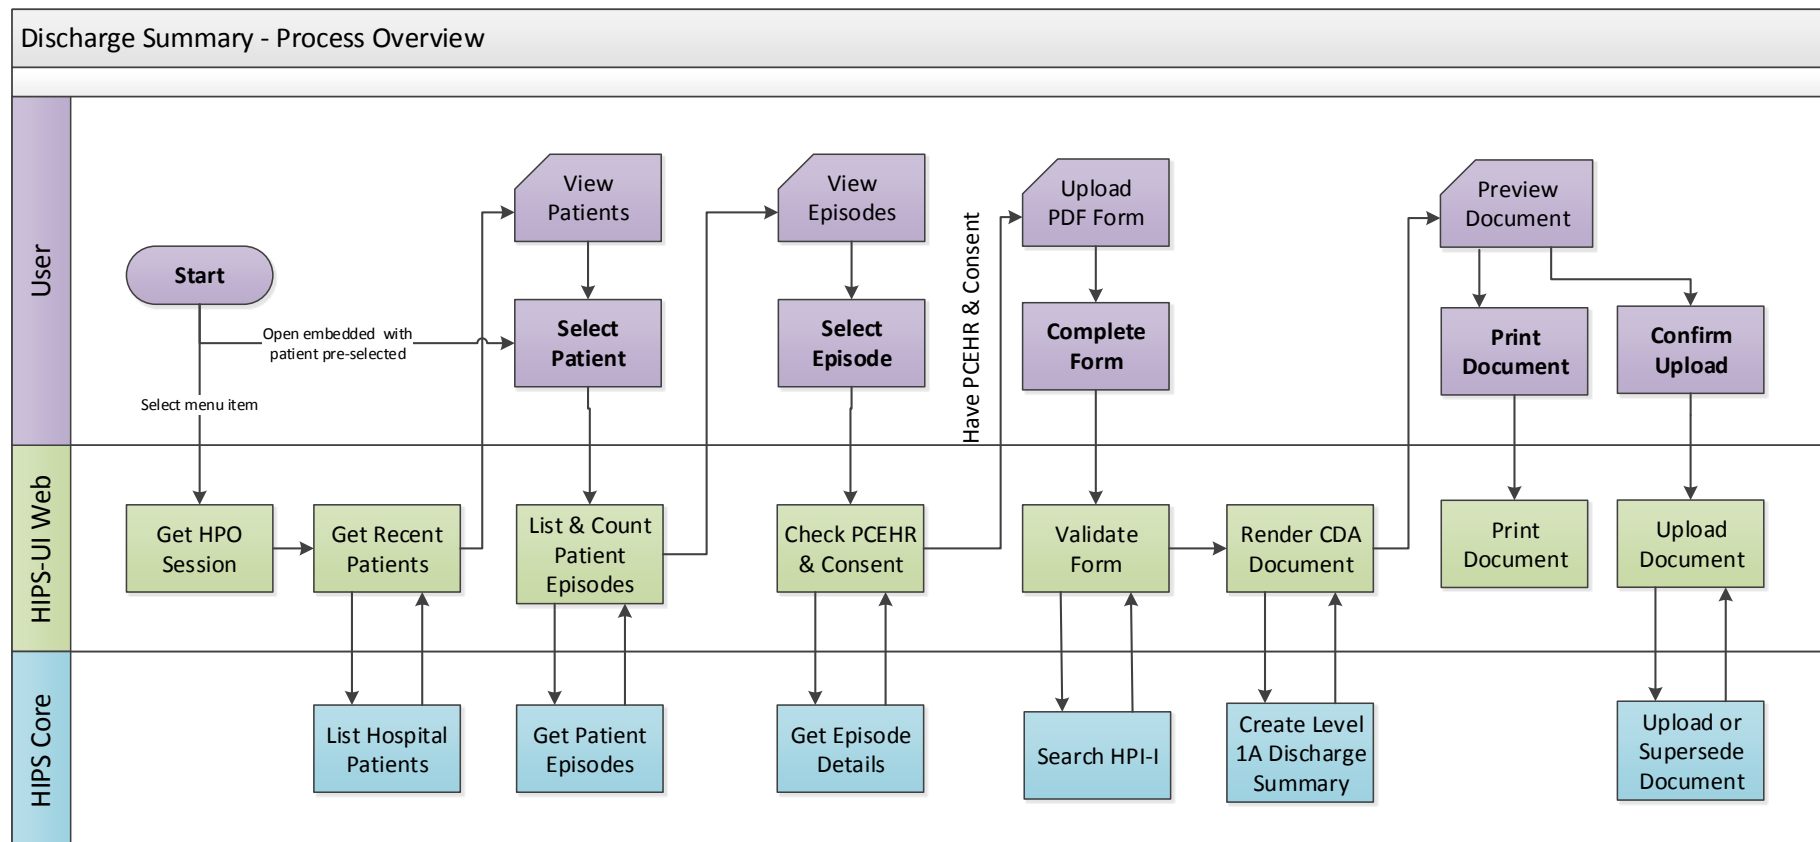 Discharge Summary - Process Overview
User
Start
Open embedded  with
patient pre-selected
Select menu item
View
Patients
Select
Patient
View
Episodes
Select
Episode
Have PCEHR & Consent
Upload
PDF Form
Complete
Form
Preview
Document
Print
Document
Confirm
Upload
HIPS-UI Web
Get HPO
Session
Get Recent
Patients
List & Count
Patient
Episodes
Check PCEHR
& Consent
Validate
Form
Render CDA
Document
Print
Document
Upload
Document
HIPS Core
List Hospital
Patients
Get Patient
Episodes
Get Episode
Details
Search HPI-I
Create Level
1A Discharge
Summary
Upload or
Supersede
Document